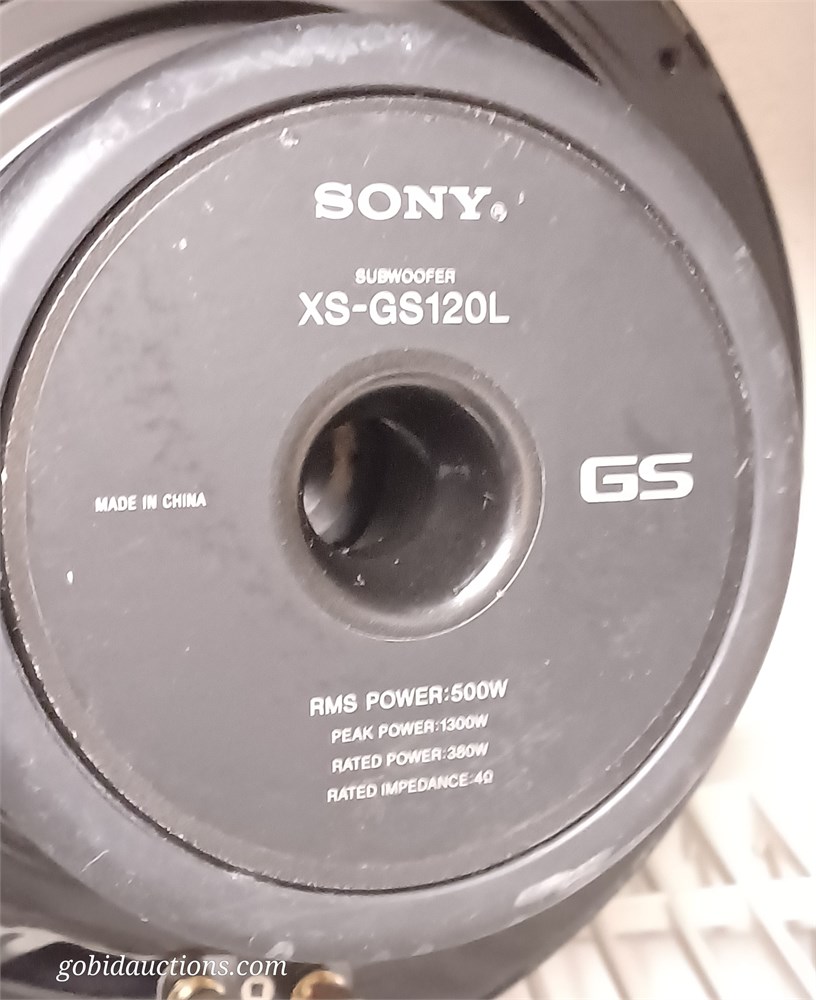 SONY®
SUBWOOFER
XS-GS120L
MADE IN CHINA
GS
RMS POWER:500W
PEAK POWER:1300W
RATED POWER:380W
RATED IMPEDANCE:4Ω
gobidauctions.com